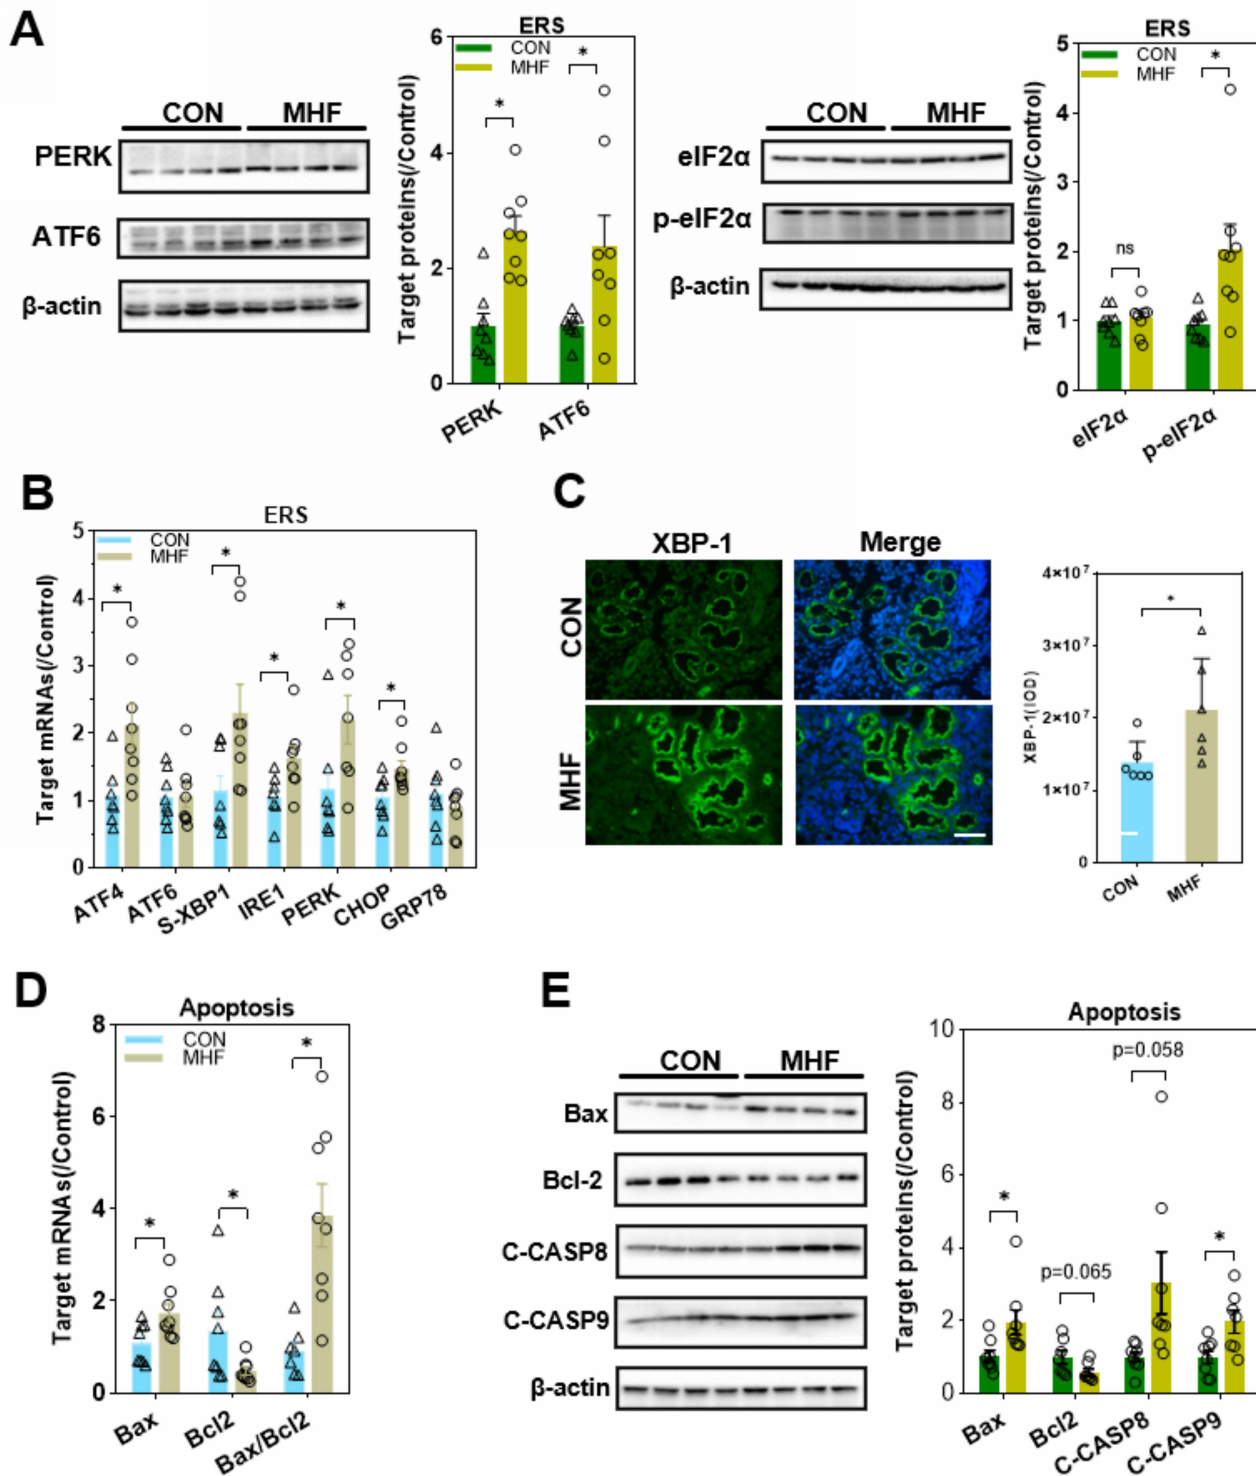 A
CON MHF
PERK
ATF6
β-actin
ERS
CON
MHF
Target proteins(/Control)
6
4
2
0
*
*
PERK
ATF6
CON MHF
eIF2α
p-eIF2α
β-actin
ERS
CON
MHF
Target proteins(/Control)
5
4
3
2
1
0
ns
*
eIF2α
p-eIF2α
B
ERS
CON
MHF
Target mRNAs(/Control)
5
4
3
2
1
0
*
*
*
*
*
ATF4
ATF6
S-XBP1
IRE1
PERK
CHOP
GRP78
C
XBP-1 Merge
CON
MHF
XBP-1(IOD)
4×10⁷
3×10⁷
2×10⁷
1×10⁷
0
*
CON
MHF
D
Apoptosis
CON
MHF
Target mRNAs(/Control)
8
6
4
2
0
*
*
*
Bax
Bcl2
Bax/Bcl2
E
CON MHF
Bax
Bcl-2
C-CASP8
C-CASP9
β-actin
Apoptosis
Target proteins(/Control)
10
8
6
4
2
0
*
p=0.065
p=0.058
*
Bax
Bcl2
C-CASP8
C-CASP9